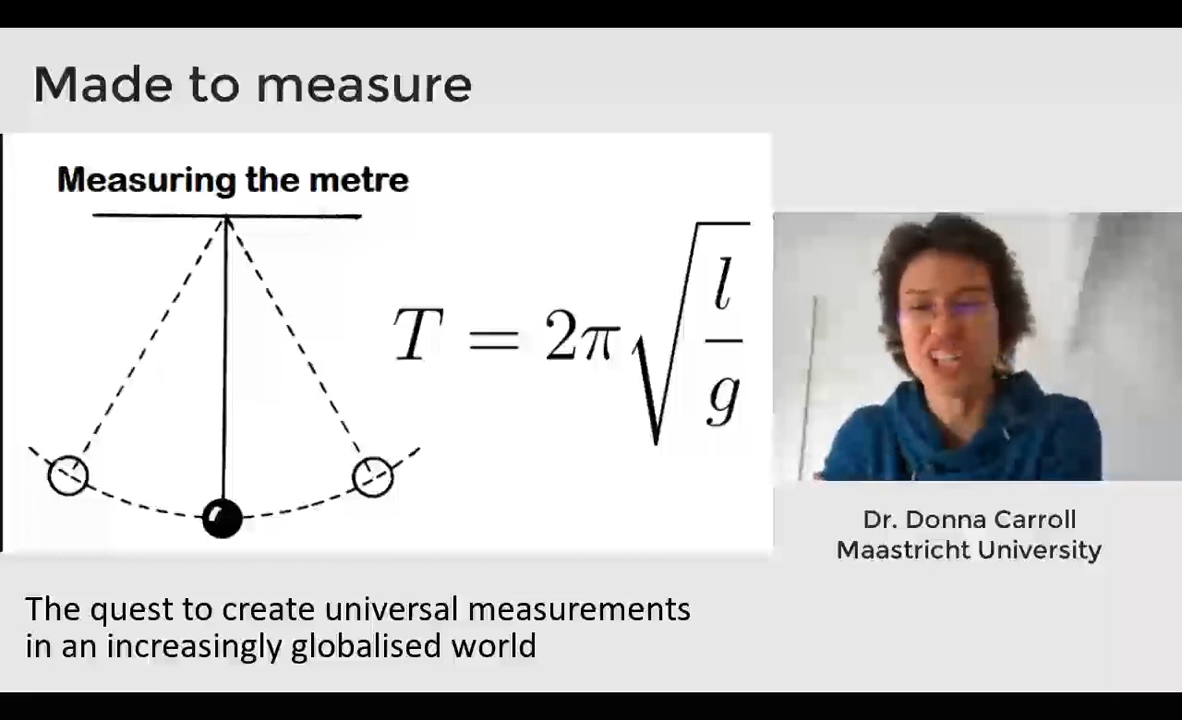 Made to measure
Measuring the metre
T = 2π√(l/g)
Dr. Donna Carroll
Maastricht University
The quest to create universal measurements
in an increasingly globalised world